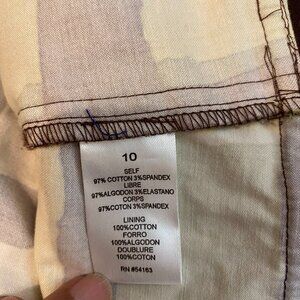 10
SELF
97% COTTON 3%SPANDEX
LIBRE
97%ALGODON 3%ELASTANO
CORPS
97%COTON 3%SPANDEX
LINING
100%COTTON
FORRO
100%ALGODON
DOUBLURE
100%COTON
RN #54163